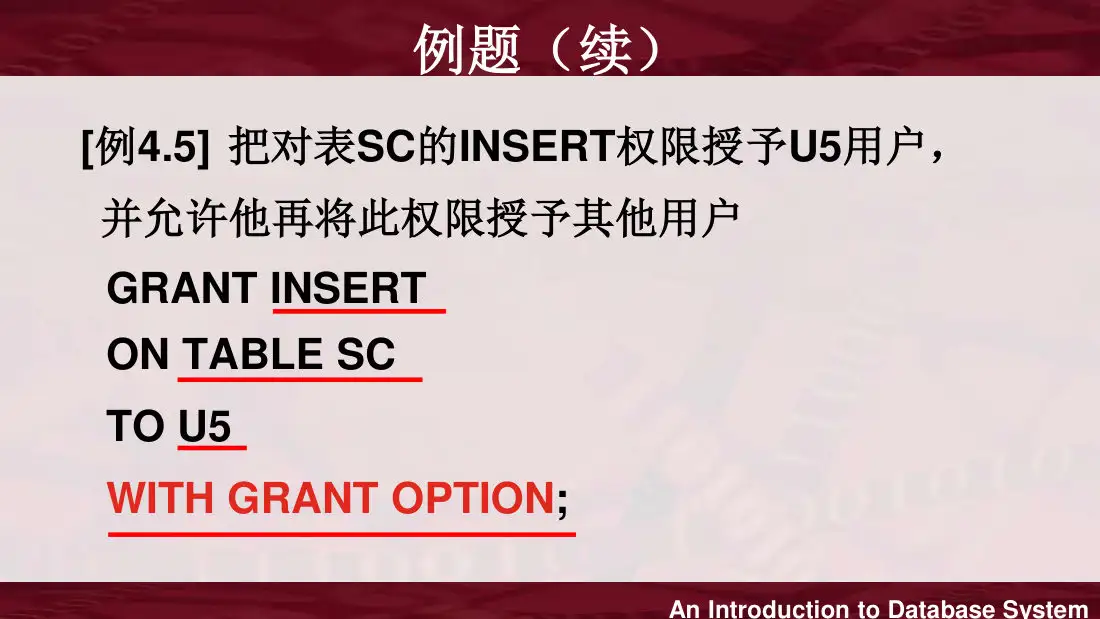 例题（续）
[例4.5] 把对表SC的INSERT权限授予U5用户，
并允许他再将此权限授予其他用户
GRANT INSERT
ON TABLE SC
TO U5
WITH GRANT OPTION;
An Introduction to Database System